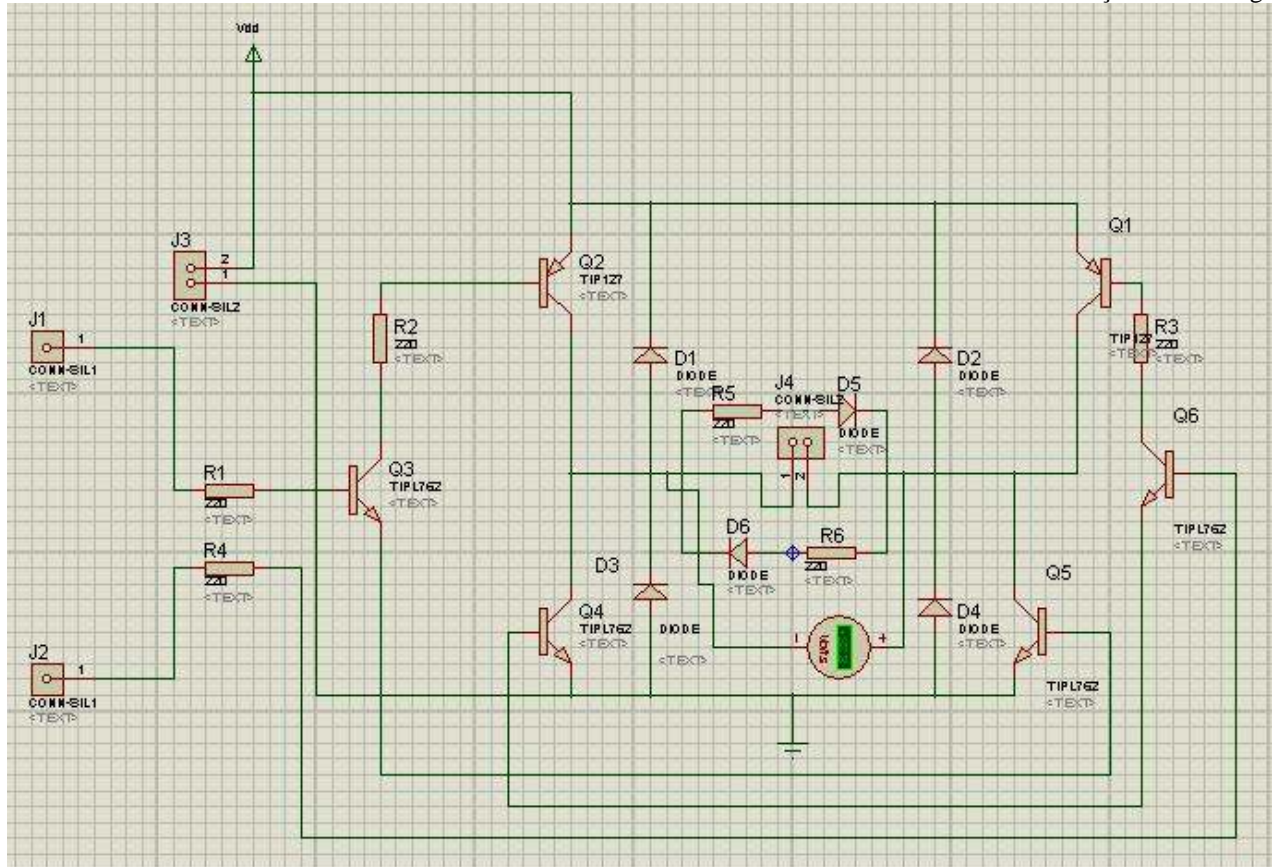 Vdd
Q1
J3
2
1
CONN-SIL2
<TEXT>
Q2
TIP127
<TEXT>
J1
1
CONN-SIL1
<TEXT>
R2
220
<TEXT>
D1
DIODE
<TEXT>
D2
DIODE
<TEXT>
TIP127
R3
220
<TEXT>
J4
CONN-SIL2
<TEXT>
1
2
R5
220
<TEXT>
D5
DIODE
<TEXT>
Q6
TIPL762
<TEXT>
R1
220
<TEXT>
Q3
TIPL762
<TEXT>
R4
220
<TEXT>
D6
DIODE
<TEXT>
R6
220
<TEXT>
D3
DIODE
<TEXT>
Q4
TIPL762
<TEXT>
Volts
+
D4
DIODE
<TEXT>
Q5
TIPL762
<TEXT>
J2
1
CONN-SIL1
<TEXT>